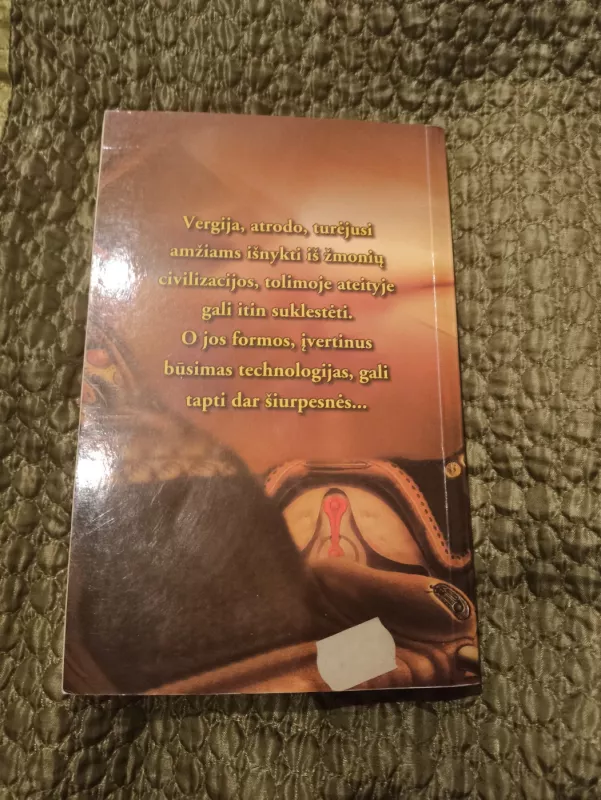 Vergija, atrodo, turėjusi
amžiams išnykti iš žmonių
civilizacijos, tolimoje ateityje
gali itin suklestėti.
O jos formos, įvertinus
būsimas technologijas, gali
tapti dar šiurpesnės...